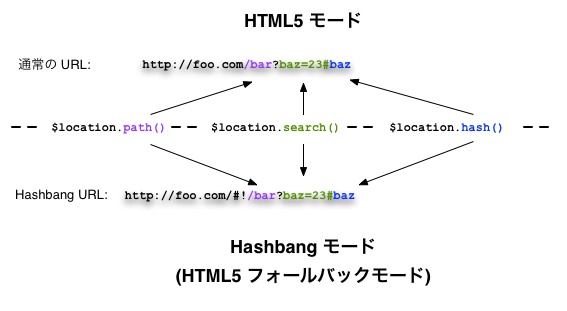 HTML5 モード
通常の URL: http://foo.com/bar?baz=23#baz
$location.path() $location.search() $location.hash()
Hashbang URL: http://foo.com/#!/bar?baz=23#baz
Hashbang モード
(HTML5 フォールバックモード)